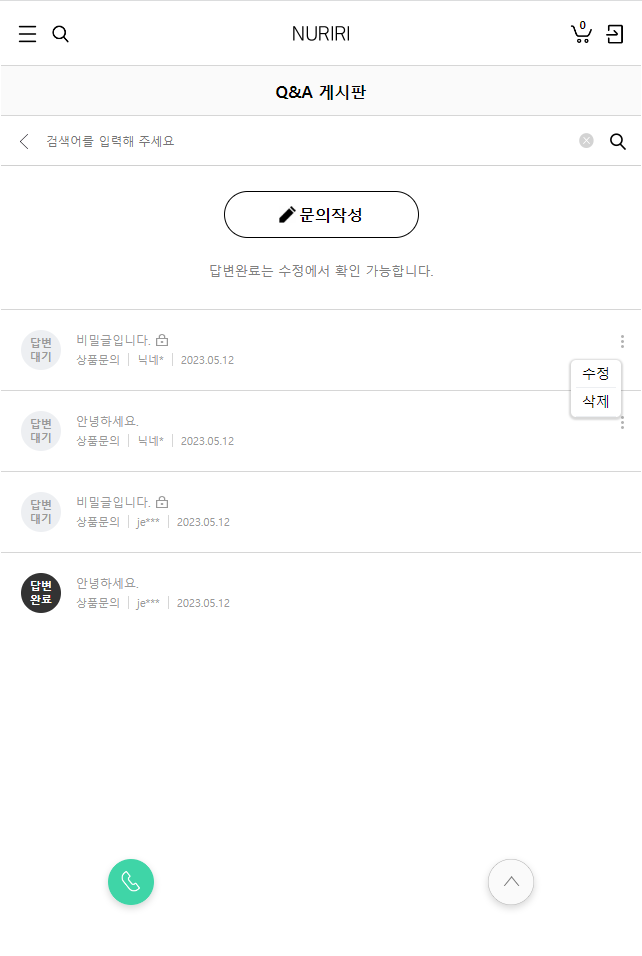 NURIRI
0
Q&A 게시판
검색어를 입력해 주세요
문의작성
답변완료는 수정에서 확인 가능합니다.
답변
대기
비밀글입니다.
상품문의 | 닉네* | 2023.05.12
수정
삭제
답변
대기
안녕하세요.
상품문의 | 닉네* | 2023.05.12
답변
대기
비밀글입니다.
상품문의 | je*** | 2023.05.12
답변
완료
안녕하세요.
상품문의 | je*** | 2023.05.12